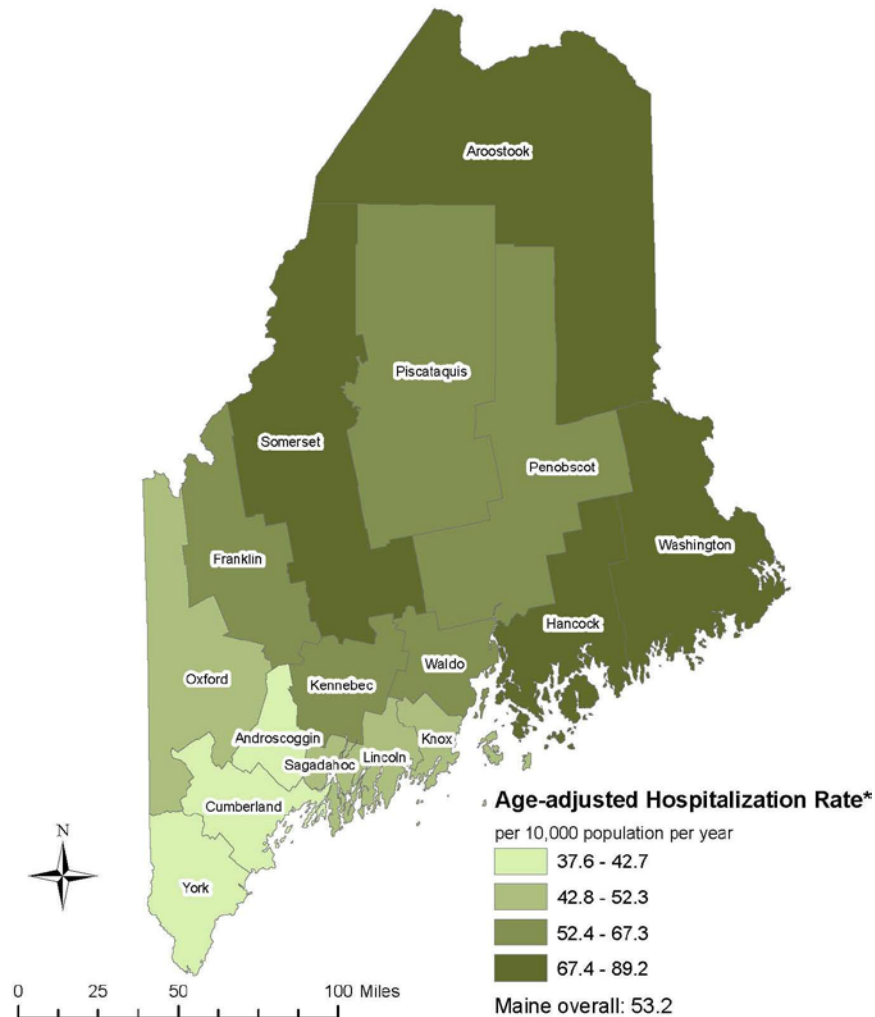 Aroostook
Piscataquis
Somerset
Penobscot
Washington
Franklin
Hancock
Waldo
Oxford
Kennebec
Androscoggin
Knox
Lincoln
Sagadahoc
Cumberland
York
N
Age-adjusted Hospitalization Rate*
per 10,000 population per year
37.6 - 42.7
42.8 - 52.3
52.4 - 67.3
67.4 - 89.2
Maine overall: 53.2
0 25 50 100 Miles